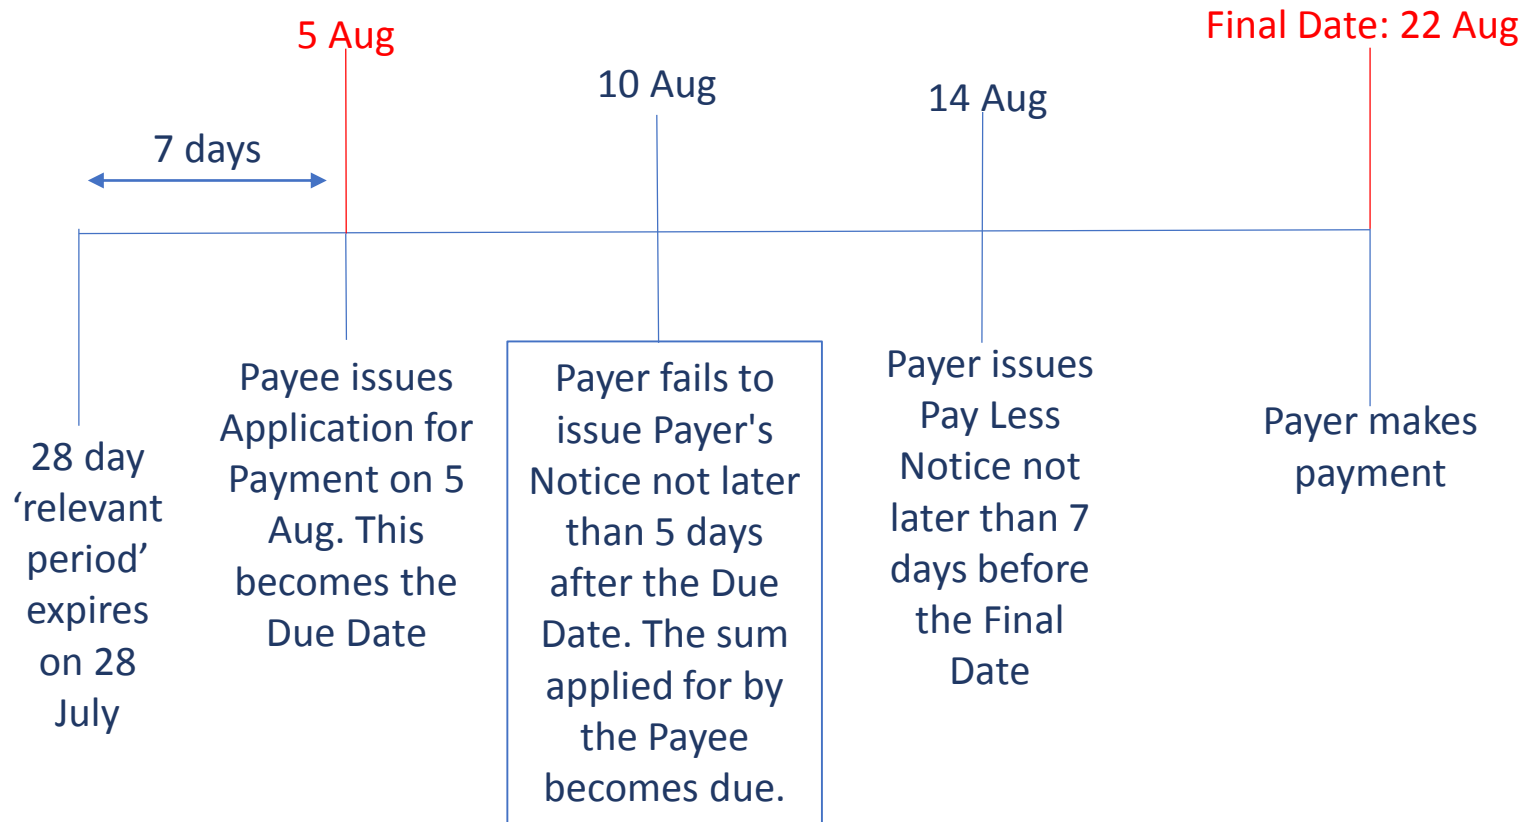 5 Aug
Final Date: 22 Aug
10 Aug
14 Aug
7 days
28 day
‘relevant
period’
expires
on 28
July
Payee issues
Application for
Payment on 5
Aug. This
becomes the
Due Date
Payer fails to
issue Payer's
Notice not later
than 5 days
after the Due
Date. The sum
applied for by
the Payee
becomes due.
Payer issues
Pay Less
Notice not
later than 7
days before
the Final
Date
Payer makes
payment